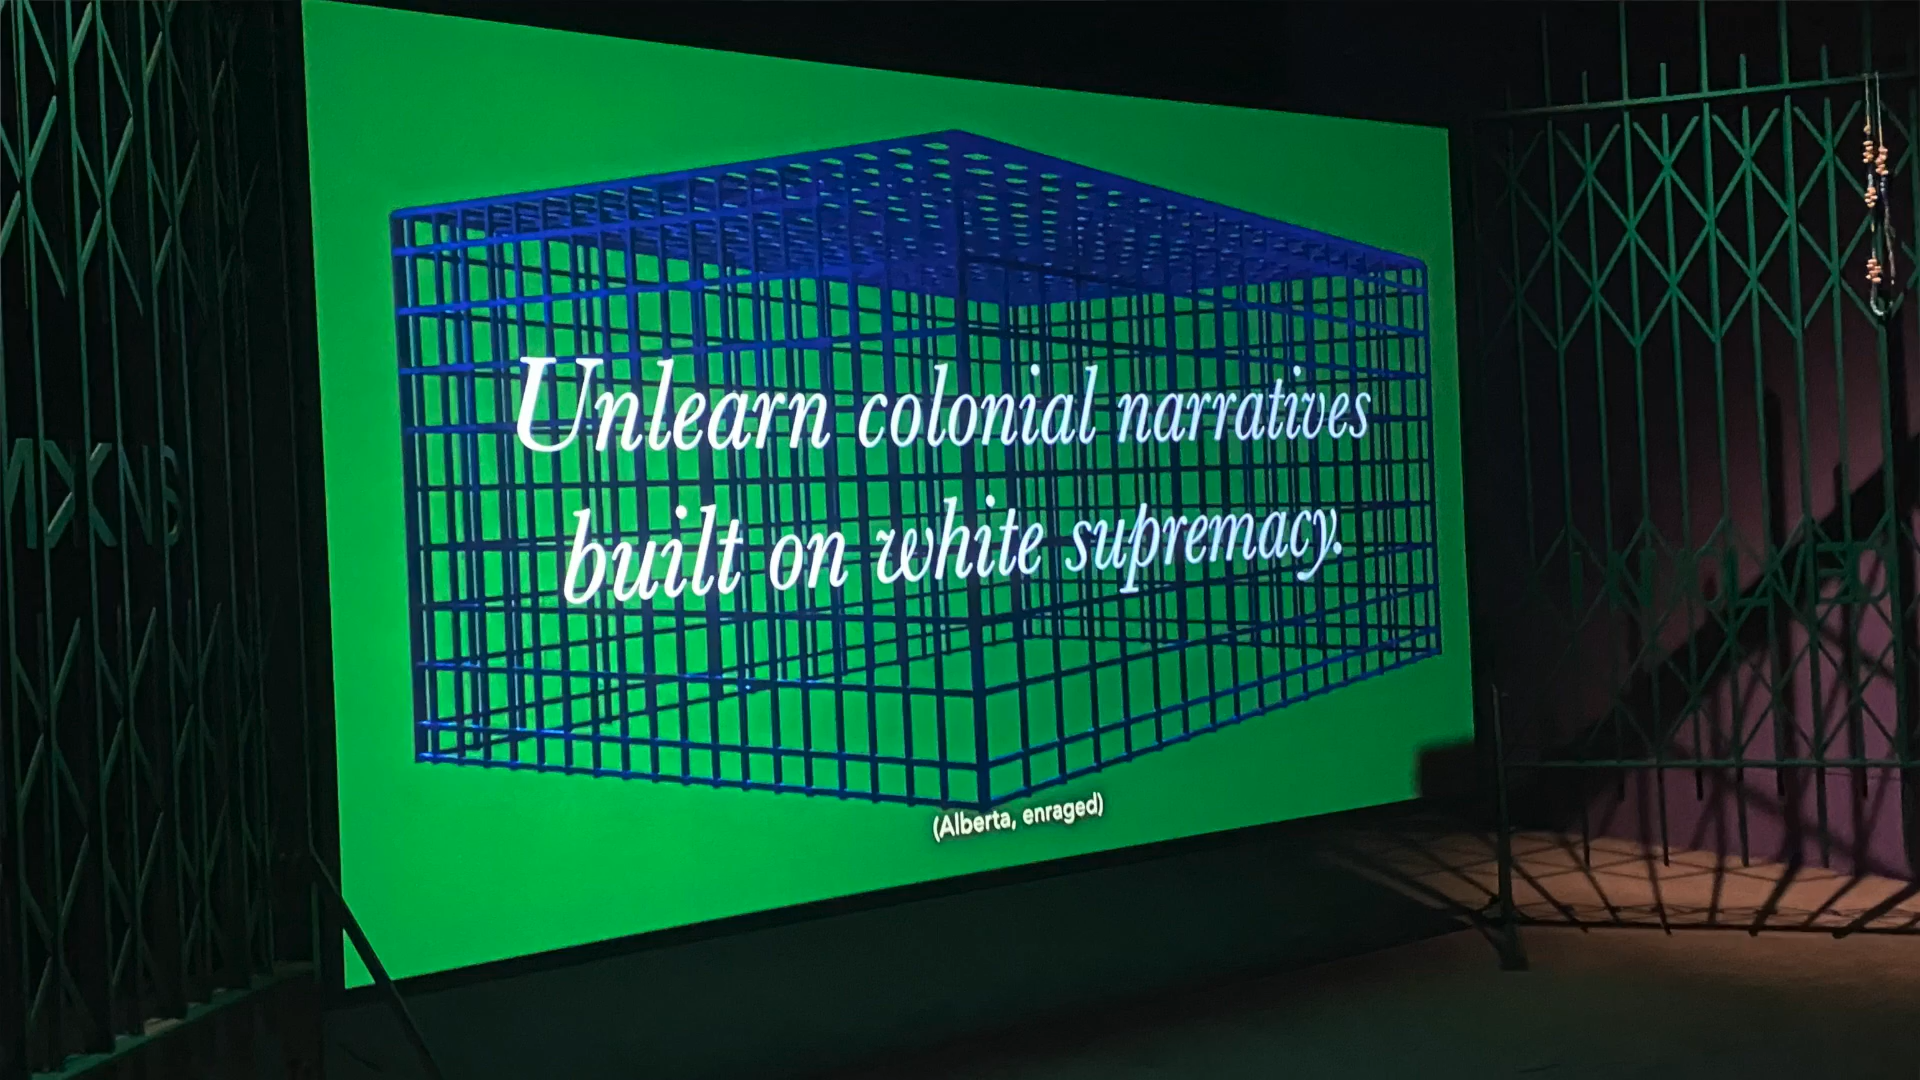 Unlearn colonial narratives
built on white supremacy.
(Alberta, enraged)